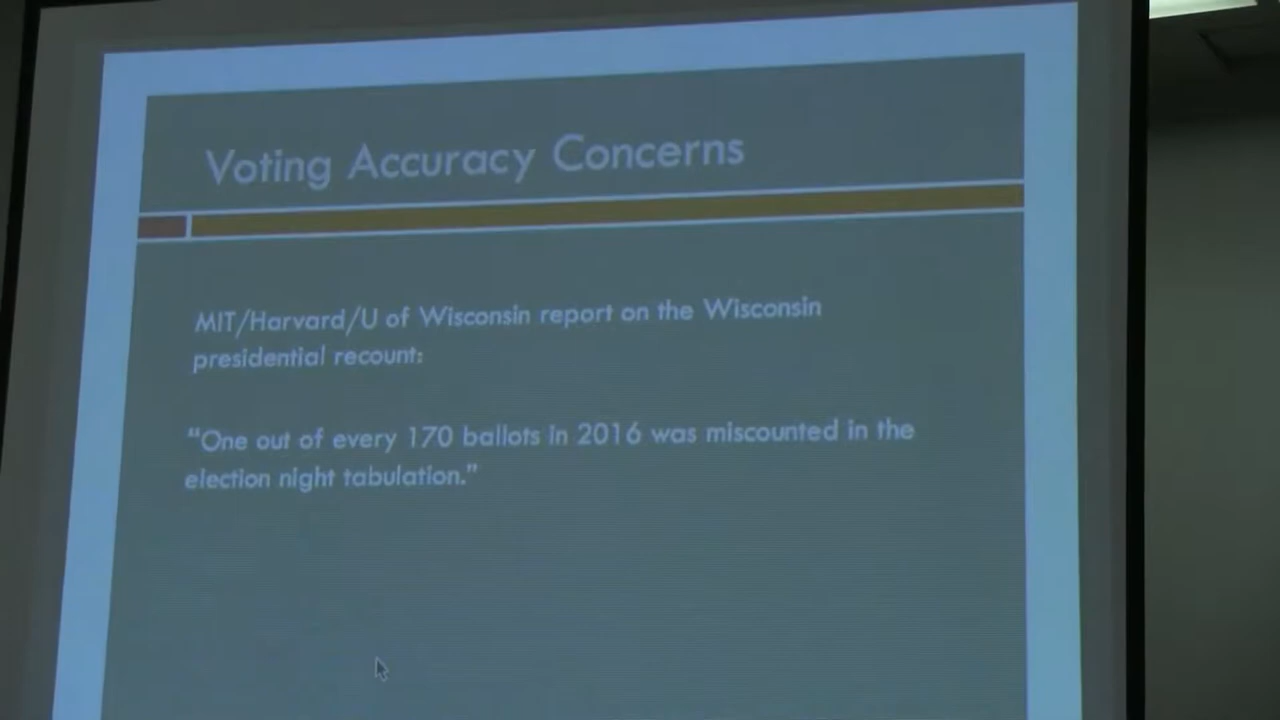 Voting Accuracy Concerns
MIT/Harvard/U of Wisconsin report on the Wisconsin
presidential recount:
“One out of every 170 ballots in 2016 was miscounted in the
election night tabulation.”